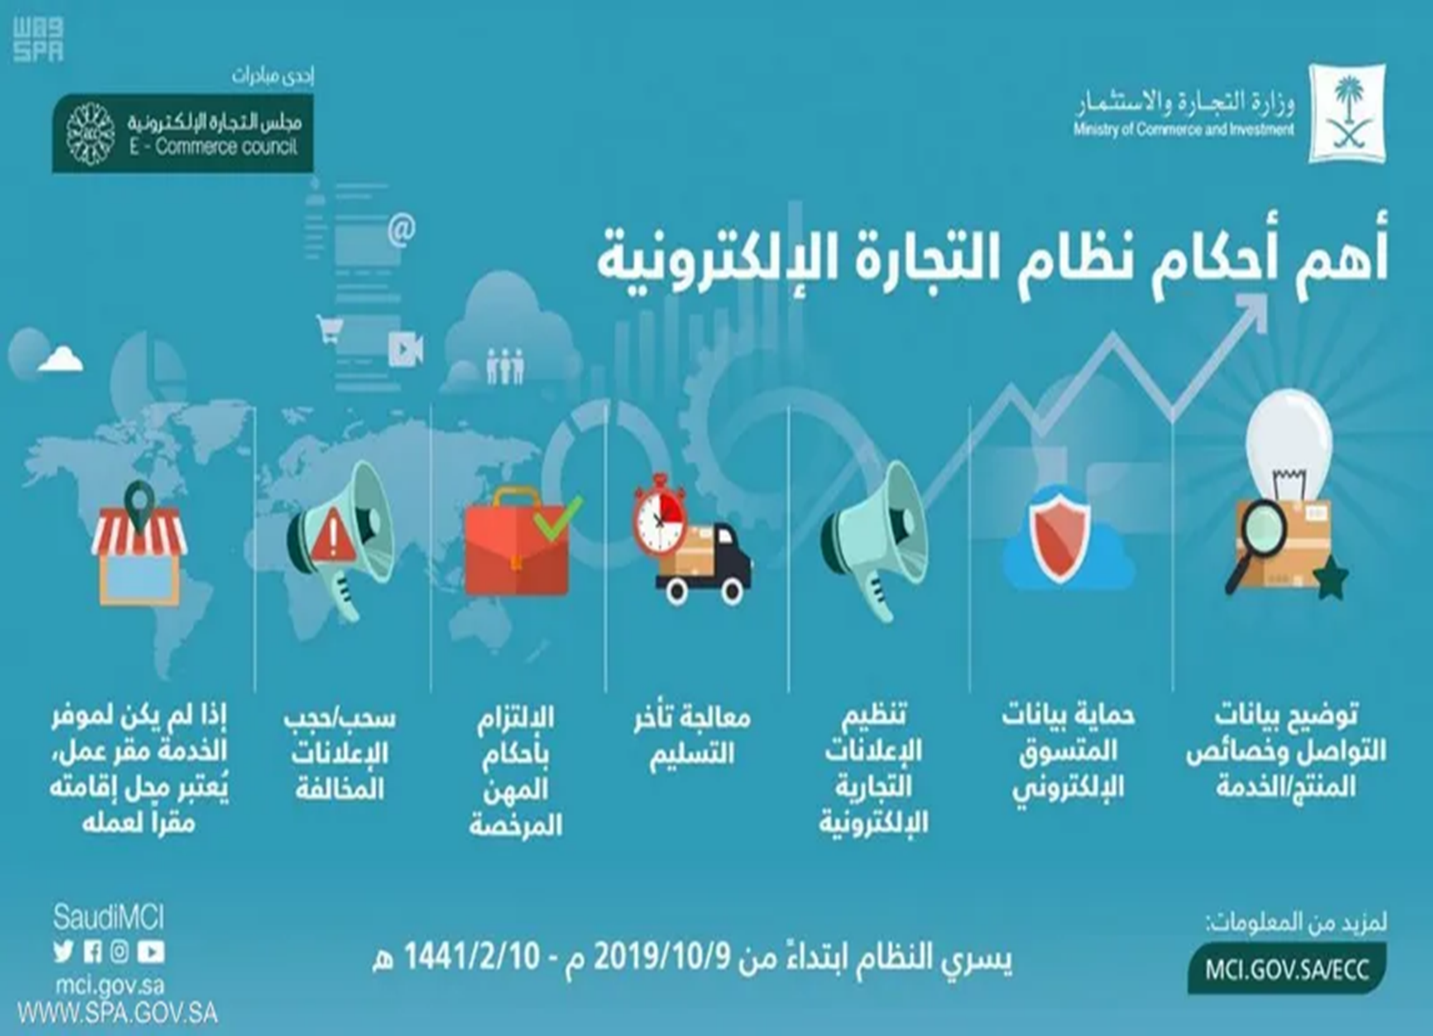 واس
SPA
إحدى مبادرات
مجلس التجارة الإلكترونية
E - Commerce council
وزارة التجارة والاستثمار
Ministry of Commerce and Investment
أهم أحكام نظام التجارة الإلكترونية
توضيح بيانات
التواصل وخصائص
المنتج/الخدمة
حماية بيانات
المتسوق
الإلكتروني
تنظيم
الإعلانات
التجارية
الإلكترونية
معالجة تأخر
التسليم
الإلتزام
بأحكام
المهن
المرخصة
سحب/حجب
الإعلانات
المخالفة
إذا لم يكن لموفر
الخدمة مقر عمل،
يُعتبر محل إقامته
مقراً لعمله
لمزيد من المعلومات:
MCI.GOV.SA/ECC
يسري النظام ابتداءً من 2019/10/9 م - 1441/2/10 هـ
SaudiMCI
mci.gov.sa
WWW.SPA.GOV.SA